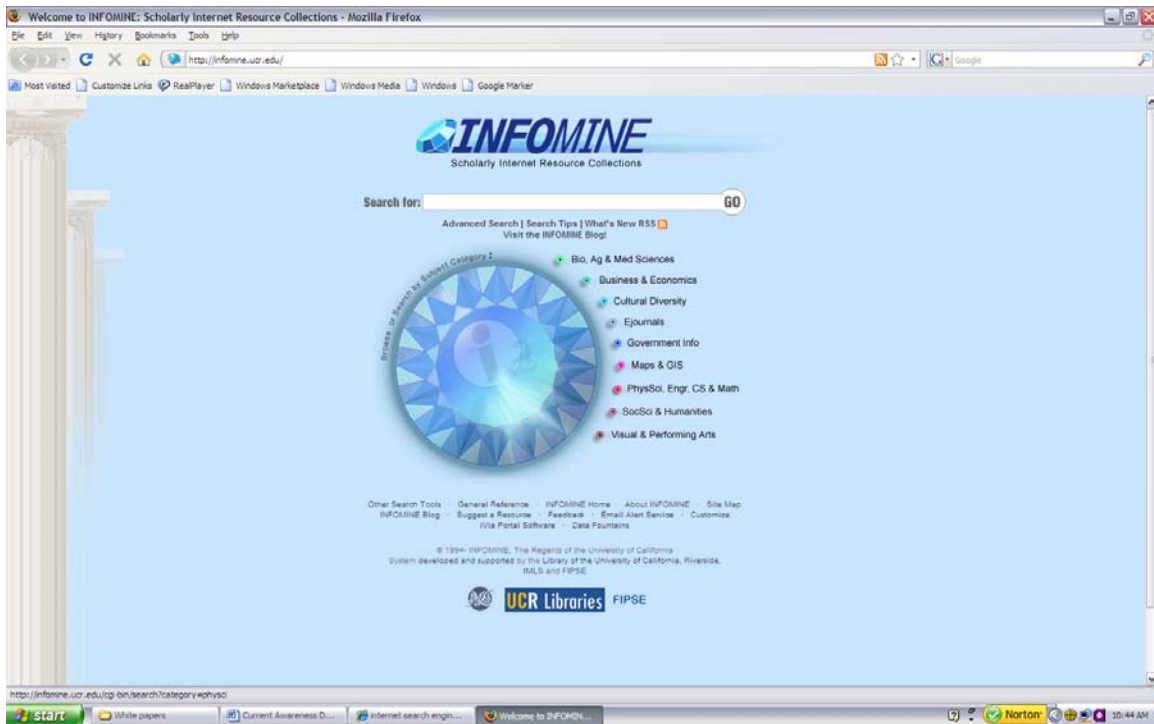 Welcome to INFOMINE: Scholarly Internet Resource Collections - Mozilla Firefox
File Edit View History Bookmarks Tools Help
http://infomine.ucr.edu/ Google
Most Visited Customize Links RealPlayer Windows Marketplace Windows Media Windows Google Marker
INFOMINE
Scholarly Internet Resource Collections
Search for: GO
Advanced Search | Search Tips | What's New RSS
Visit the INFOMINE Blog!
Browse or Search by Subject Category:
Bio, Ag & Med Sciences
Business & Economics
Cultural Diversity
Ejournals
Government Info
Maps & GIS
PhysSci, Engr, CS & Math
SocSci & Humanities
Visual & Performing Arts
Other Search Tools - General Reference - INFOMINE Home - About INFOMINE - Site Map
INFOMINE Blog - Suggest a Resource - Feedback - Email Alert Service - Customize
iVia Portal Software - Data Fountains
© 1994- INFOMINE, The Regents of the University of California
System developed and supported by the Library of the University of California, Riverside,
IMLS and FIPSE
UCR Libraries FIPSE
http://infomine.ucr.edu/cgi-bin/search?category=physci
start White papers Current Awareness D... internet search engin... Welcome to INFOMIN... Norton 10:44 AM